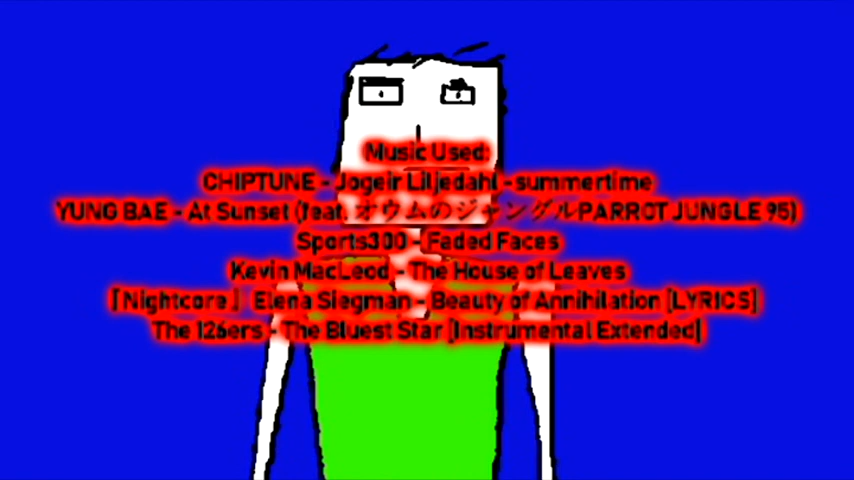 Music Used:
CHIPTUNE - Jogeir Liljedahl -summertime
YUNG BAE - At Sunset (feat. オウムのジャングルPARROT JUNGLE 95)
Sports300 - Faded Faces
Kevin MacLeod - The House of Leaves
「Nightcore」 Elena Siegman - Beauty of Annihilation [LYRICS]
The 126ers - The Bluest Star [Instrumental Extended]